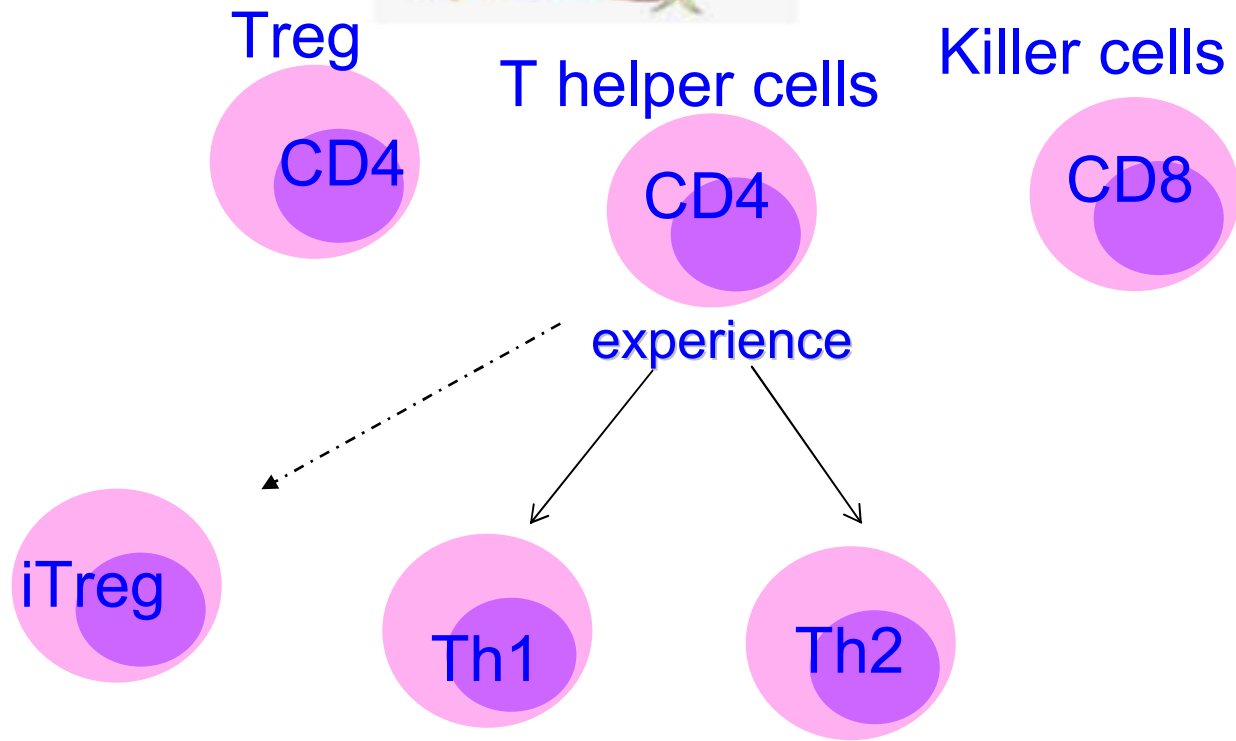 Treg
T helper cells
Killer cells
CD4
CD4
CD8
experience
iTreg
Th1
Th2